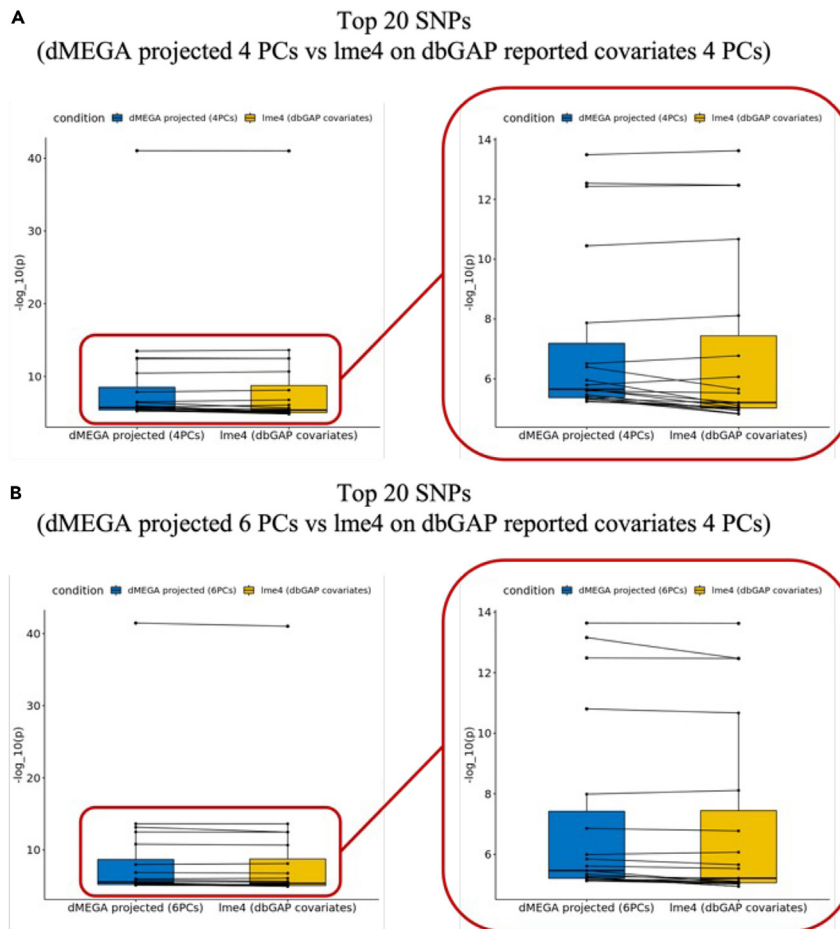 A
Top 20 SNPs
(dMEGA projected 4 PCs vs lme4 on dbGAP reported covariates 4 PCs)
condition dMEGA projected (4PCs) lme4 (dbGAP covariates)
-log_10(p)
40
30
20
10
dMEGA projected (4PCs) lme4 (dbGAP covariates)
condition dMEGA projected (4PCs) lme4 (dbGAP covariates)
-log_10(p)
14
12
10
8
6
dMEGA projected (4PCs) lme4 (dbGAP covariates)
B
Top 20 SNPs
(dMEGA projected 6 PCs vs lme4 on dbGAP reported covariates 4 PCs)
condition dMEGA projected (6PCs) lme4 (dbGAP covariates)
-log_10(p)
40
30
20
10
dMEGA projected (6PCs) lme4 (dbGAP covariates)
condition dMEGA projected (6PCs) lme4 (dbGAP covariates)
-log_10(p)
14
12
10
8
6
dMEGA projected (6PCs) lme4 (dbGAP covariates)